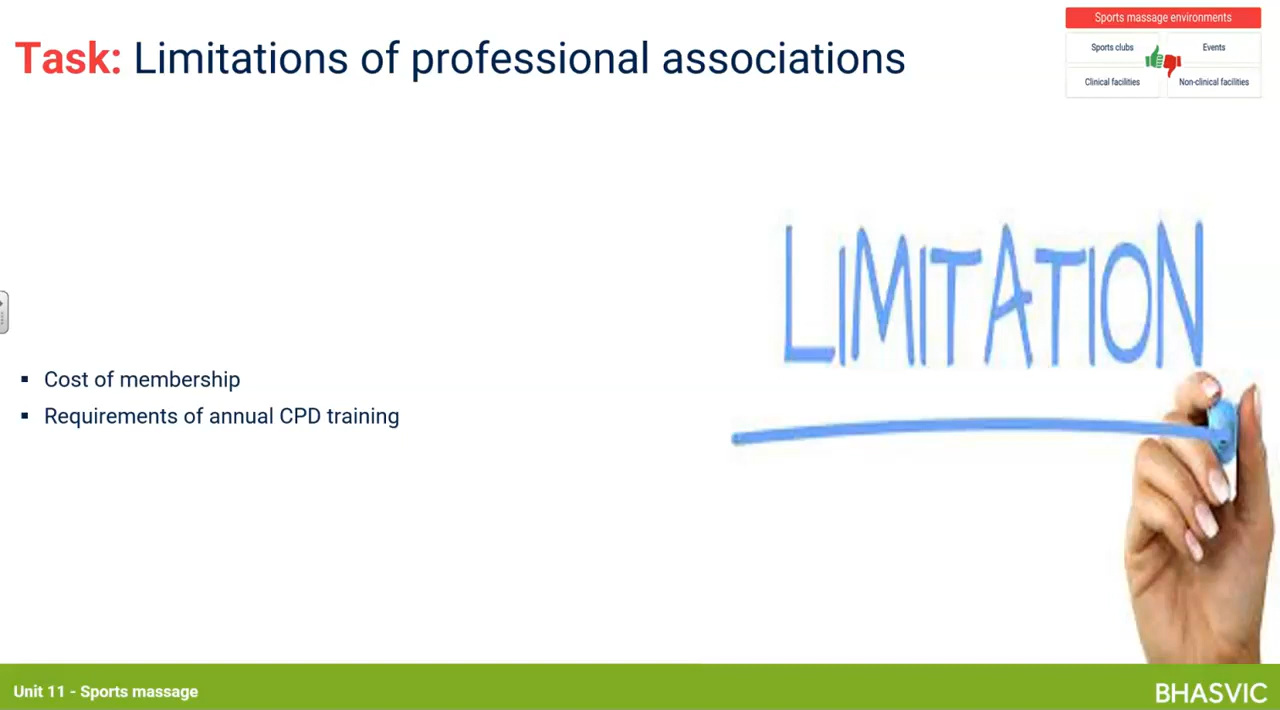 Task: Limitations of professional associations
Sports massage environments
Sports clubs
Events
Clinical facilities
Non-clinical facilities
LiMiTATiON
▪ Cost of membership
▪ Requirements of annual CPD training
Unit 11 - Sports massage
BHASVIC